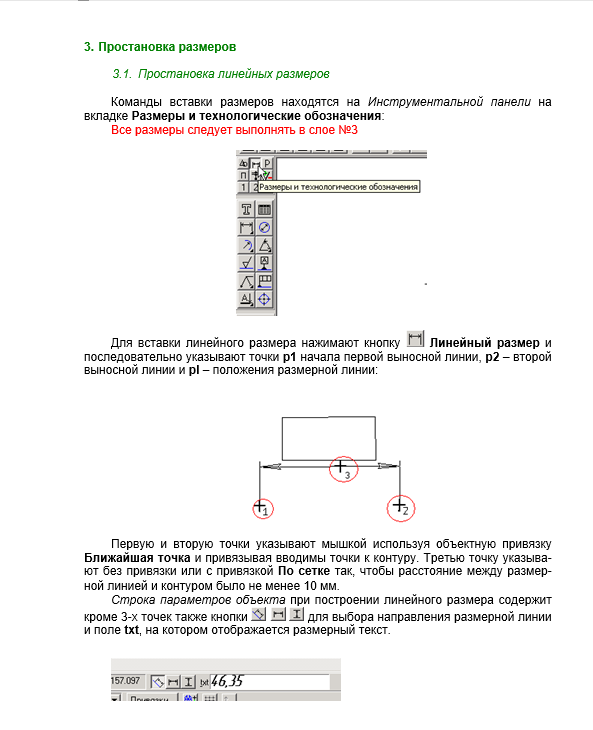 3. Простановка размеров
3.1. Простановка линейных размеров
Команды вставки размеров находятся на Инструментальной панели на
вкладке Размеры и технологические обозначения:
Все размеры следует выполнять в слое №3
Р
П
1 2
Размеры и технологические обозначения
Для вставки линейного размера нажимают кнопку Линейный размер и
последовательно указывают точки p1 начала первой выносной линии, p2 – второй
выносной линии и pl – положения размерной линии:
3
1
2
Первую и вторую точки указывают мышкой используя объектную привязку
Ближайшая точка и привязывая вводимы точки к контуру. Третью точку указыва-
ют без привязки или с привязкой По сетке так, чтобы расстояние между размер-
ной линией и контуром было не менее 10 мм.
Строка параметров объекта при построении линейного размера содержит
кроме 3-х точек также кнопки для выбора направления размерной линии
и поле txt, на котором отображается размерный текст.
157.097 txt 46,35
Привязки